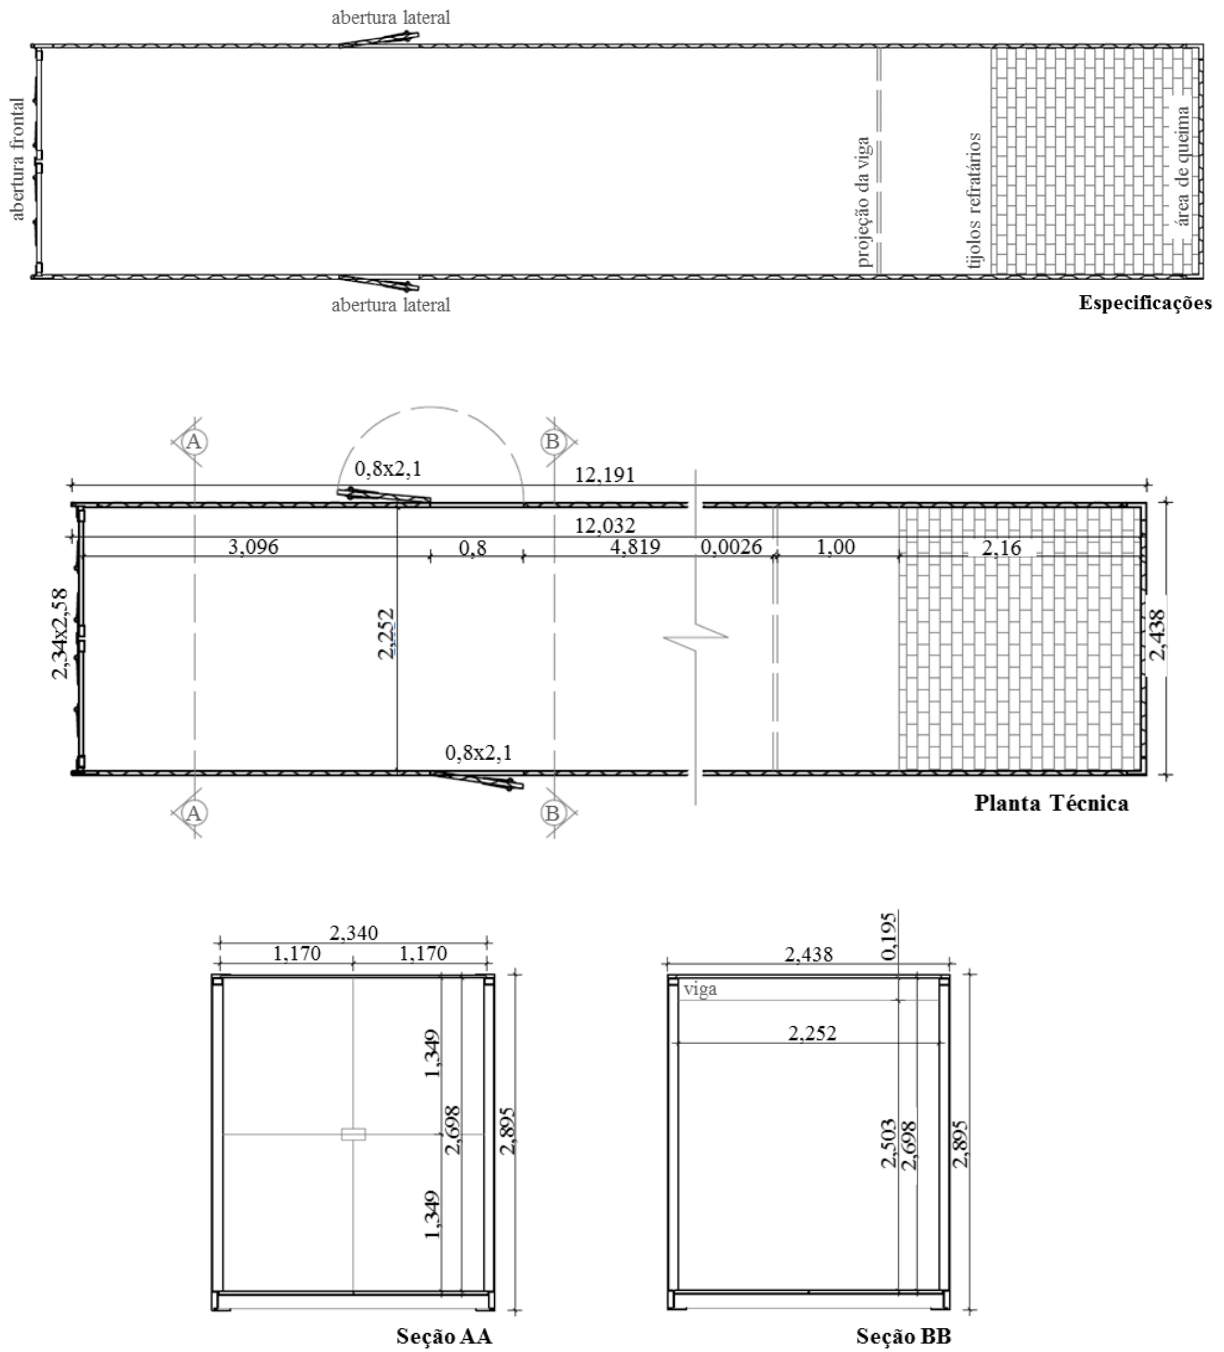 abertura lateral
abertura frontal
projeção da viga
tijolos refratários
área de queima
abertura lateral
Especificações
A
B
0,8x2,1
12,191
12,032
3,096
0,8
4,819
0,0026
1,00
2,16
2,34x2,58
2,252
2,438
0,8x2,1
A
B
Planta Técnica
2,340
1,170
1,170
1,349
2,698
2,895
1,349
Seção AA
0,195
2,438
viga
2,252
2,503
2,698
2,895
Seção BB